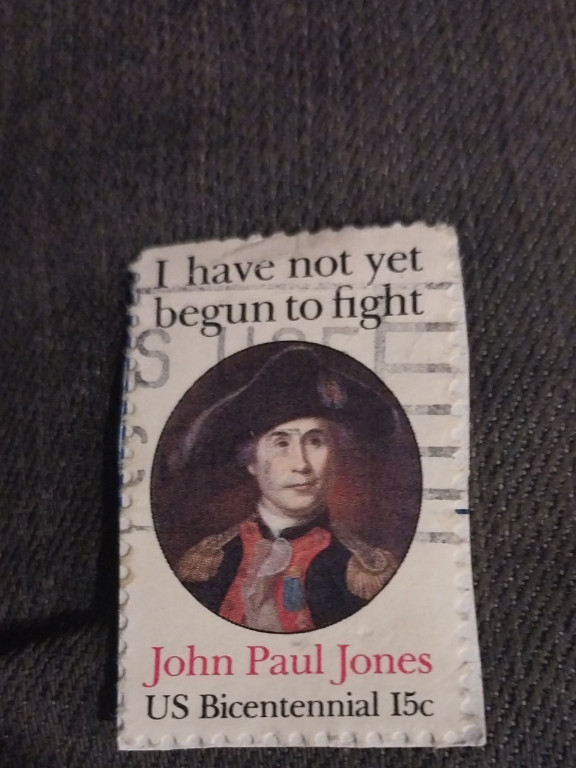 I have not yet
begun to fight
John Paul Jones
US Bicentennial 15c